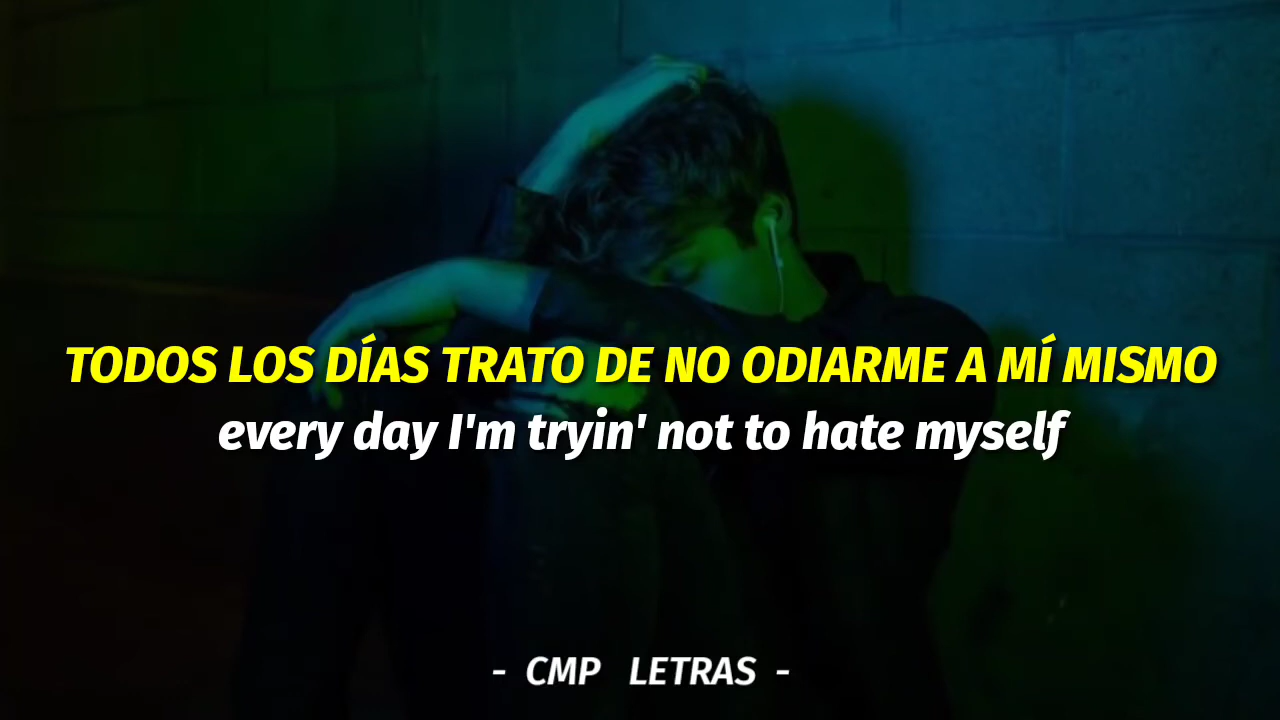 TODOS LOS DÍAS TRATO DE NO ODIARME A MÍ MISMO
every day I'm tryin' not to hate myself
- CMP LETRAS -